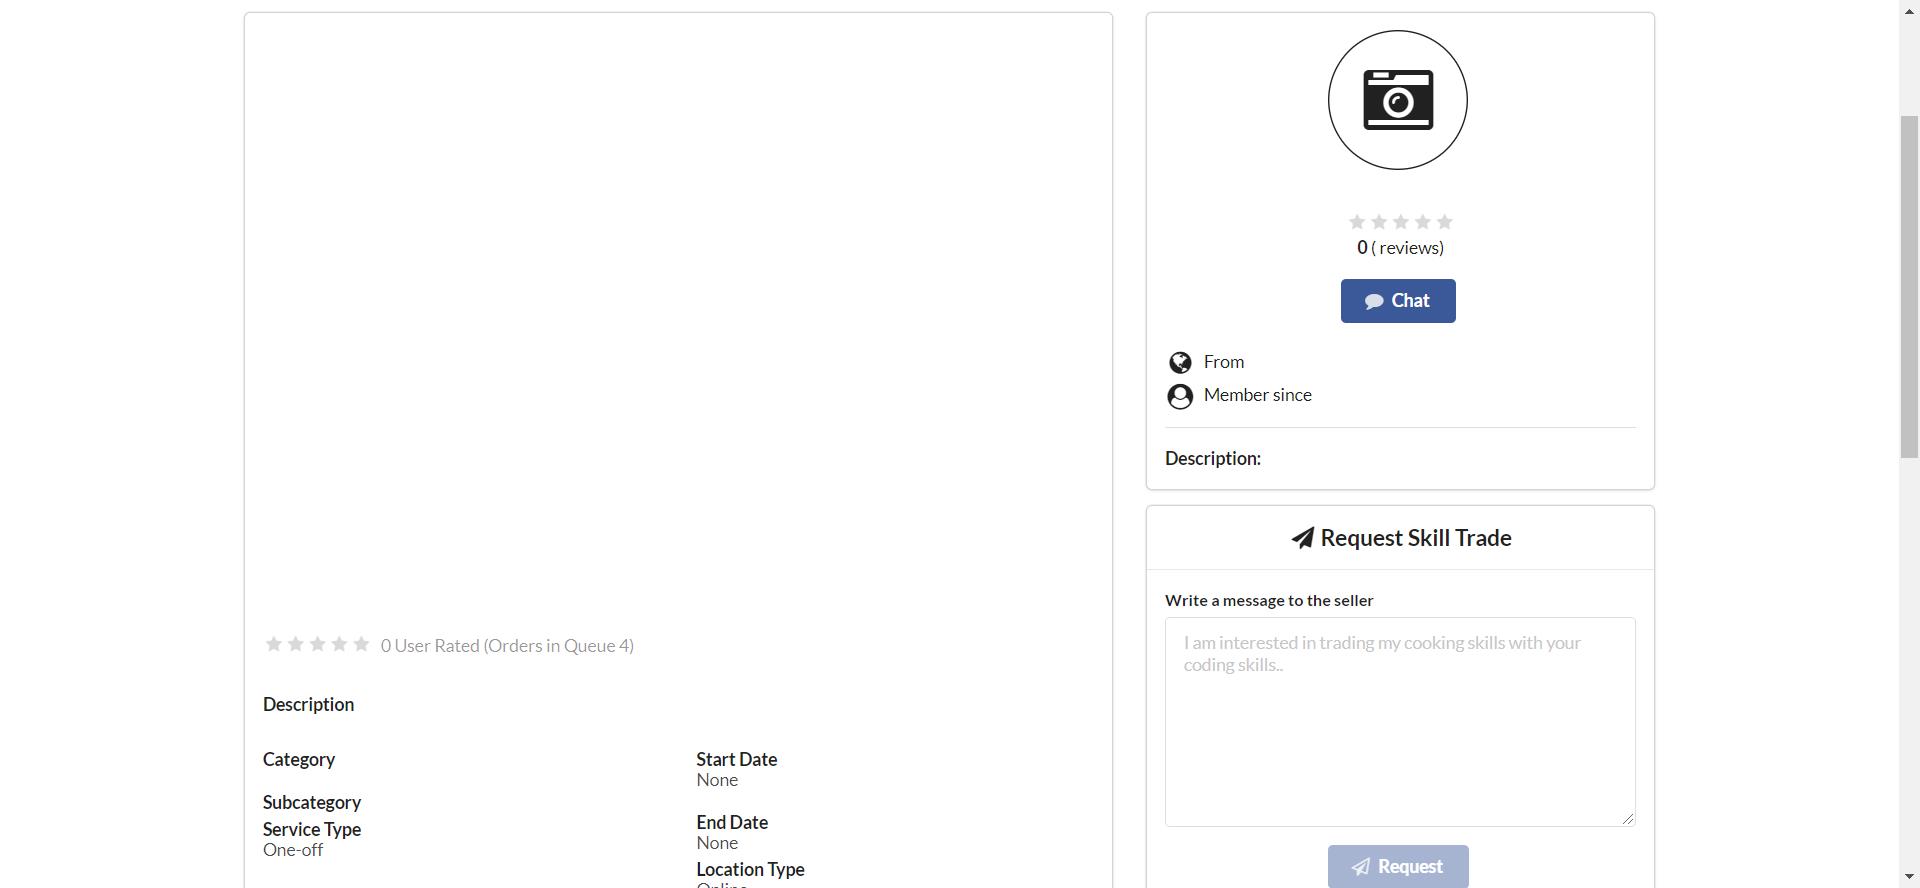 0 ( reviews)
Chat
From
Member since
Description:
Request Skill Trade
Write a message to the seller
I am interested in trading my cooking skills with your
coding skills..
Request
0 User Rated (Orders in Queue 4)
Description
Category
Subcategory
Service Type
One-off
Start Date
None
End Date
None
Location Type
Online